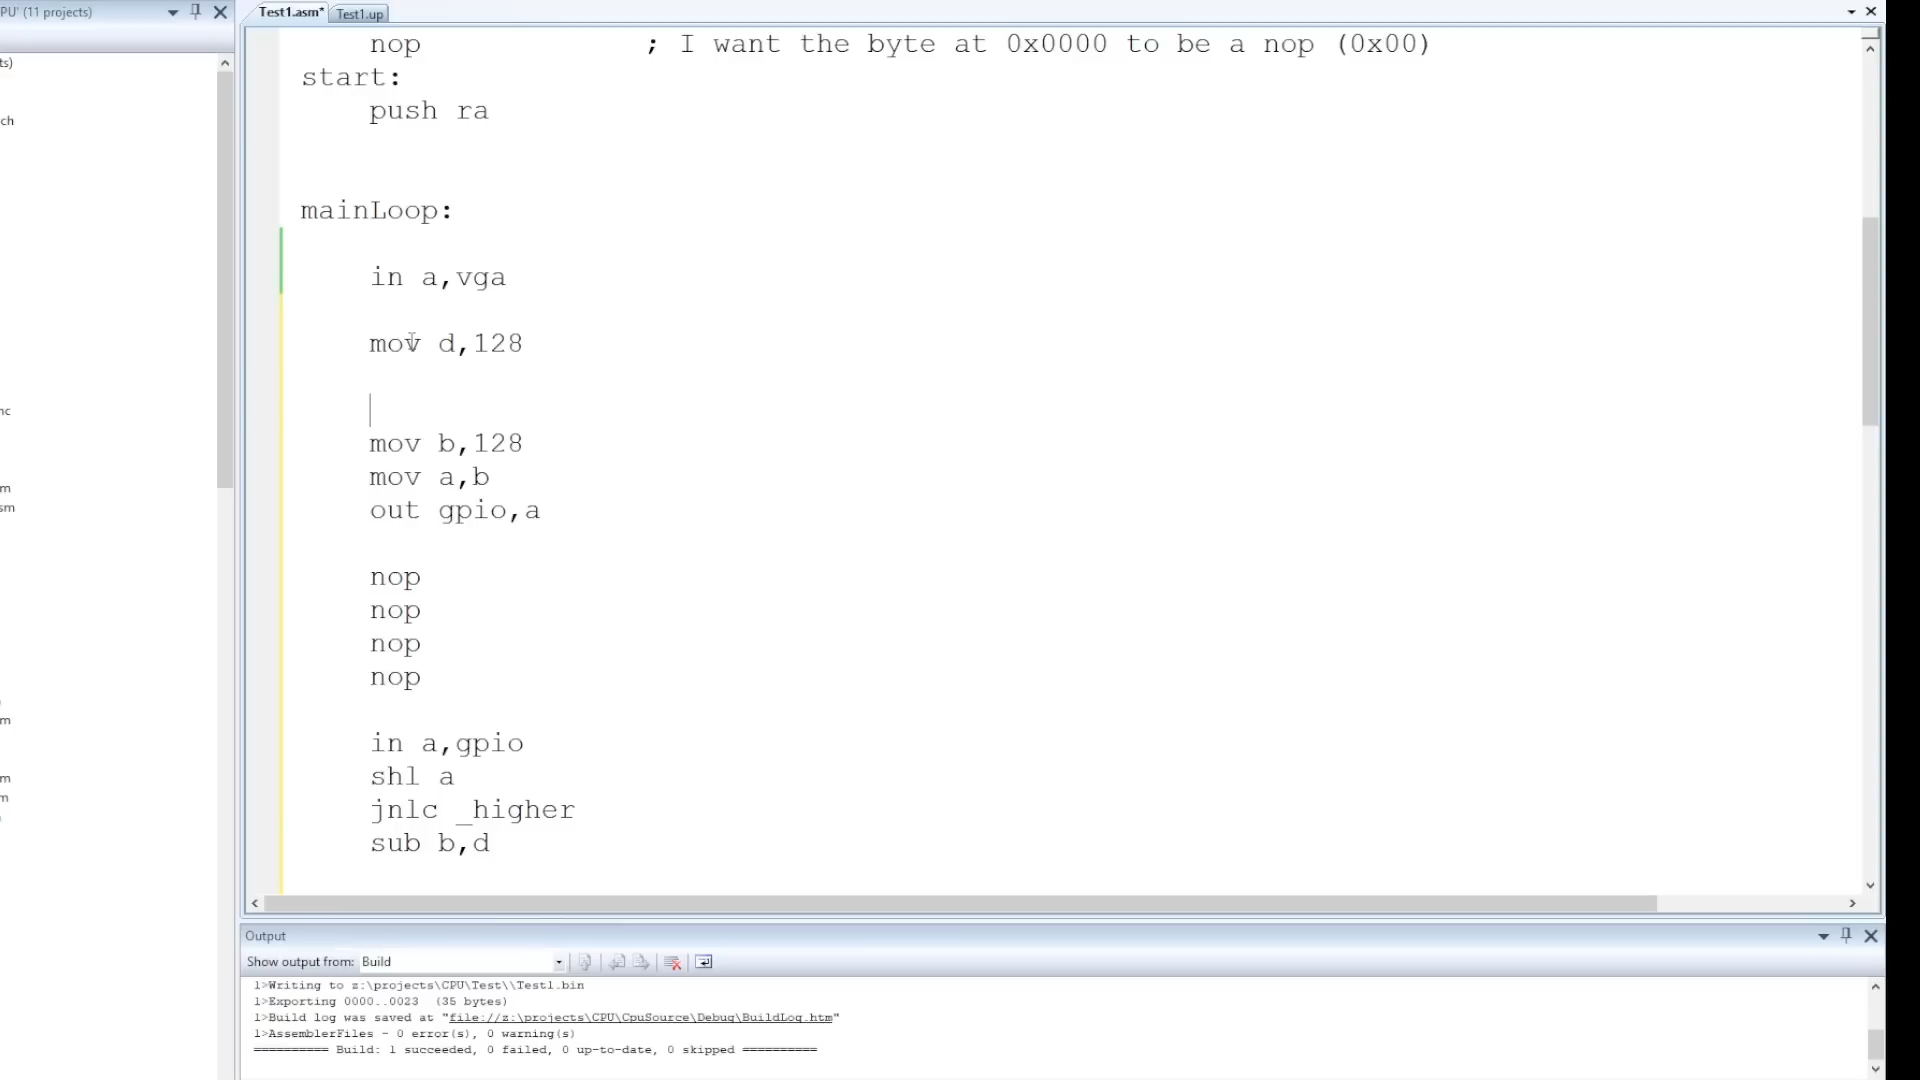 PU' (11 projects)
ts)
ch
nc
m
sm
m
m
m
Test1.asm*
Test1.up
nop ; I want the byte at 0x0000 to be a nop (0x00)
start:
push ra
mainLoop:
in a,vga
mov d,128
mov b,128
mov a,b
out gpio,a
nop
nop
nop
nop
in a,gpio
shl a
jnlc _higher
sub b,d
Output
Show output from: Build
1>Writing to z:\projects\CPU\Test\\Test1.bin
1>Exporting 0000..0023 (35 bytes)
1>Build log was saved at "file://z:\projects\CPU\CpuSource\Debug\BuildLog.htm"
1>AssemblerFiles - 0 error(s), 0 warning(s)
========== Build: 1 succeeded, 0 failed, 0 up-to-date, 0 skipped ==========